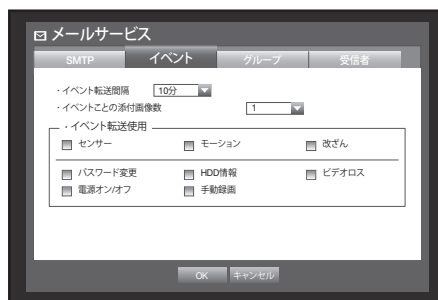 メールサービス
SMTP イベント グループ 受信者
・イベント転送間隔 10分
・イベントごとの添付画像数 1
・イベント転送使用
センサー モーション 改ざん
パスワード変更 HDD情報 ビデオロス
電源オン/オフ 手動録画
OK キャンセル